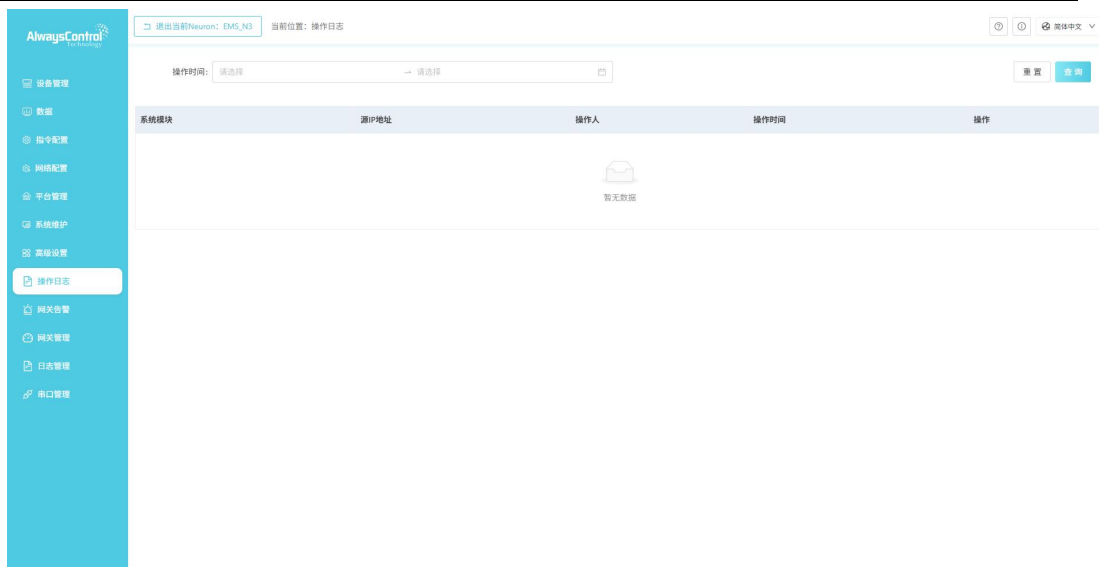 AlwaysControl
Technology
退出当前Neuron: EMS_N3
当前位置: 操作日志
简体中文
设备管理
数据
指令配置
网络配置
平台管理
系统维护
高级设置
操作日志
网关告警
网关管理
日志管理
串口管理
操作时间: 请选择 → 请选择
重置 查询
系统模块 源IP地址 操作人 操作时间 操作
暂无数据